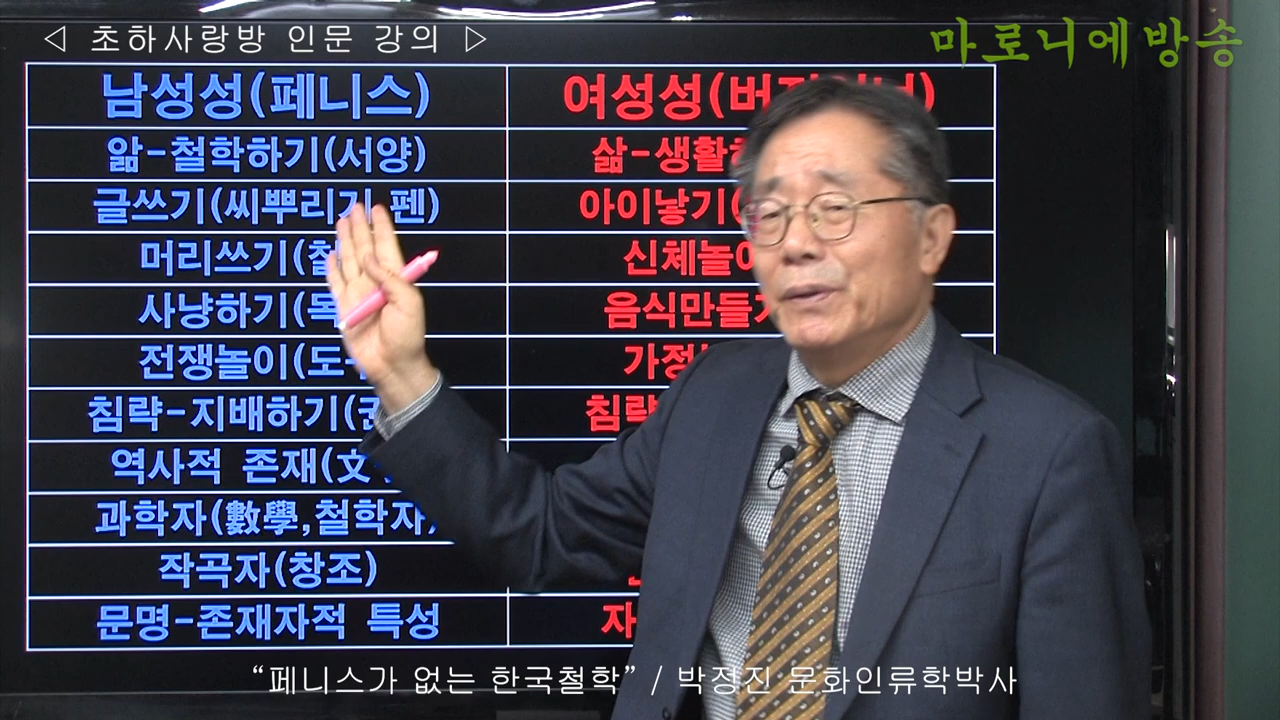 ◁ 초하사랑방 인문 강의 ▷
마로니에방송
남성성(페니스) 여성성(버
앎-철학하기(서양) 삶-생활
글쓰기(씨뿌리기 펜) 아이낳기(
머리쓰기( 신체놀이
사냥하기( 음식만들기
전쟁놀이(도구 가정
침략-지배하기(권 침략
역사적 존재(文
과학자(數學,철학자)
작곡자(창조)
문명-존재자적 특성 자
“페니스가 없는 한국철학” / 박정진 문화인류학박사